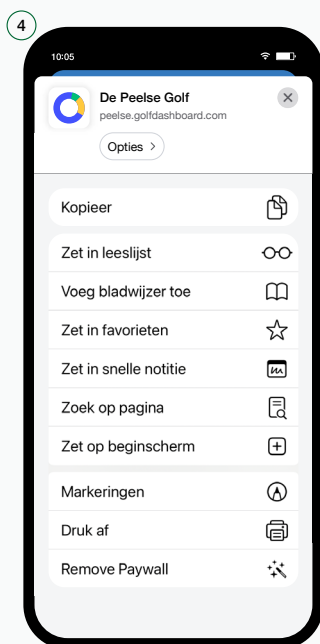 4
10:05
De Peelse Golf
peelse.golfdashboard.com
Opties >
Kopieer
Zet in leeslijst
Voeg bladwijzer toe
Zet in favorieten
Zet in snelle notitie
Zoek op pagina
Zet op beginscherm
Markeringen
Druk af
Remove Paywall